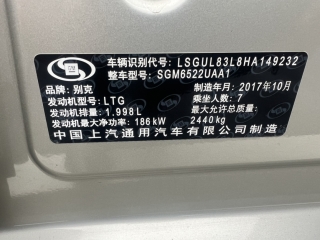 车辆识别代号: LSGUL83L8HA149232
整车型号: SGM6522UAA1
品牌: 别克
制造年月: 2017年10月
发动机型号: LTG
乘坐人数: 7
发动机排量: 1.998L
最大允许总质量:
发动机最大净功率: 186kW
2440kg
中国上汽通用汽车有限公司制造